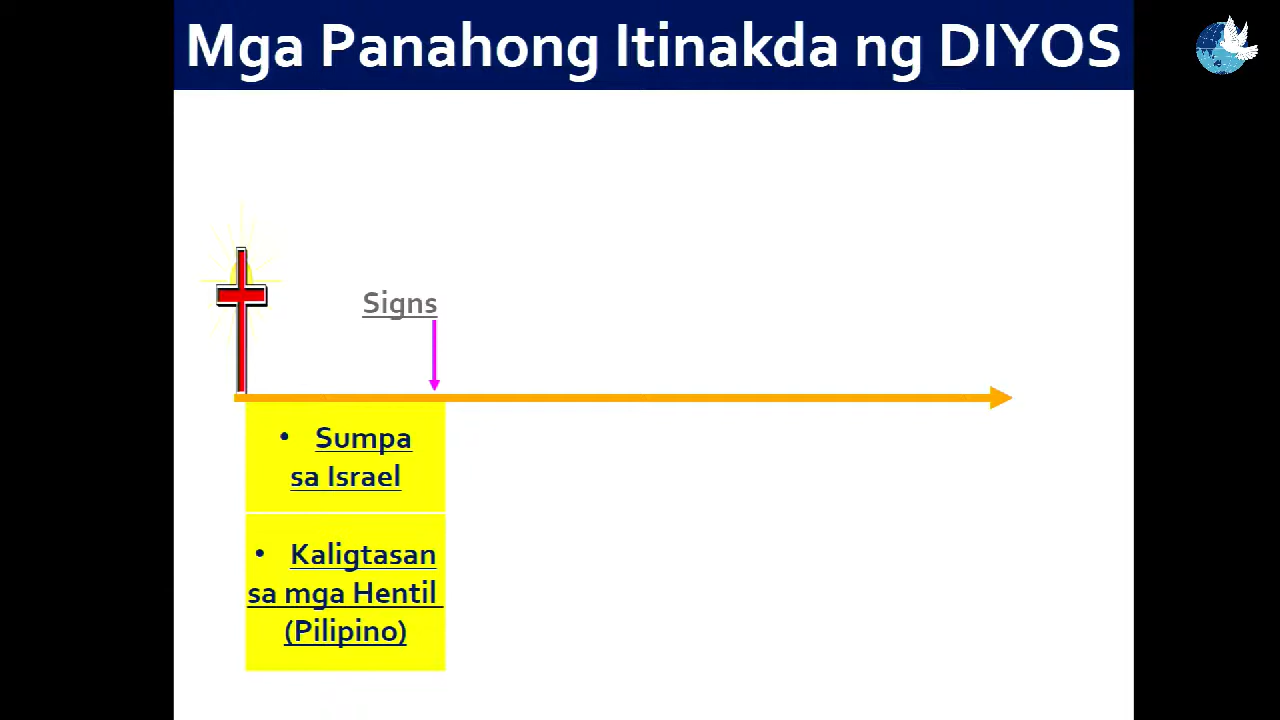 Mga Panahong Itinakda ng DIYOS
Signs
• Sumpa
sa Israel
• Kaligtasan
sa mga Hentil
(Pilipino)